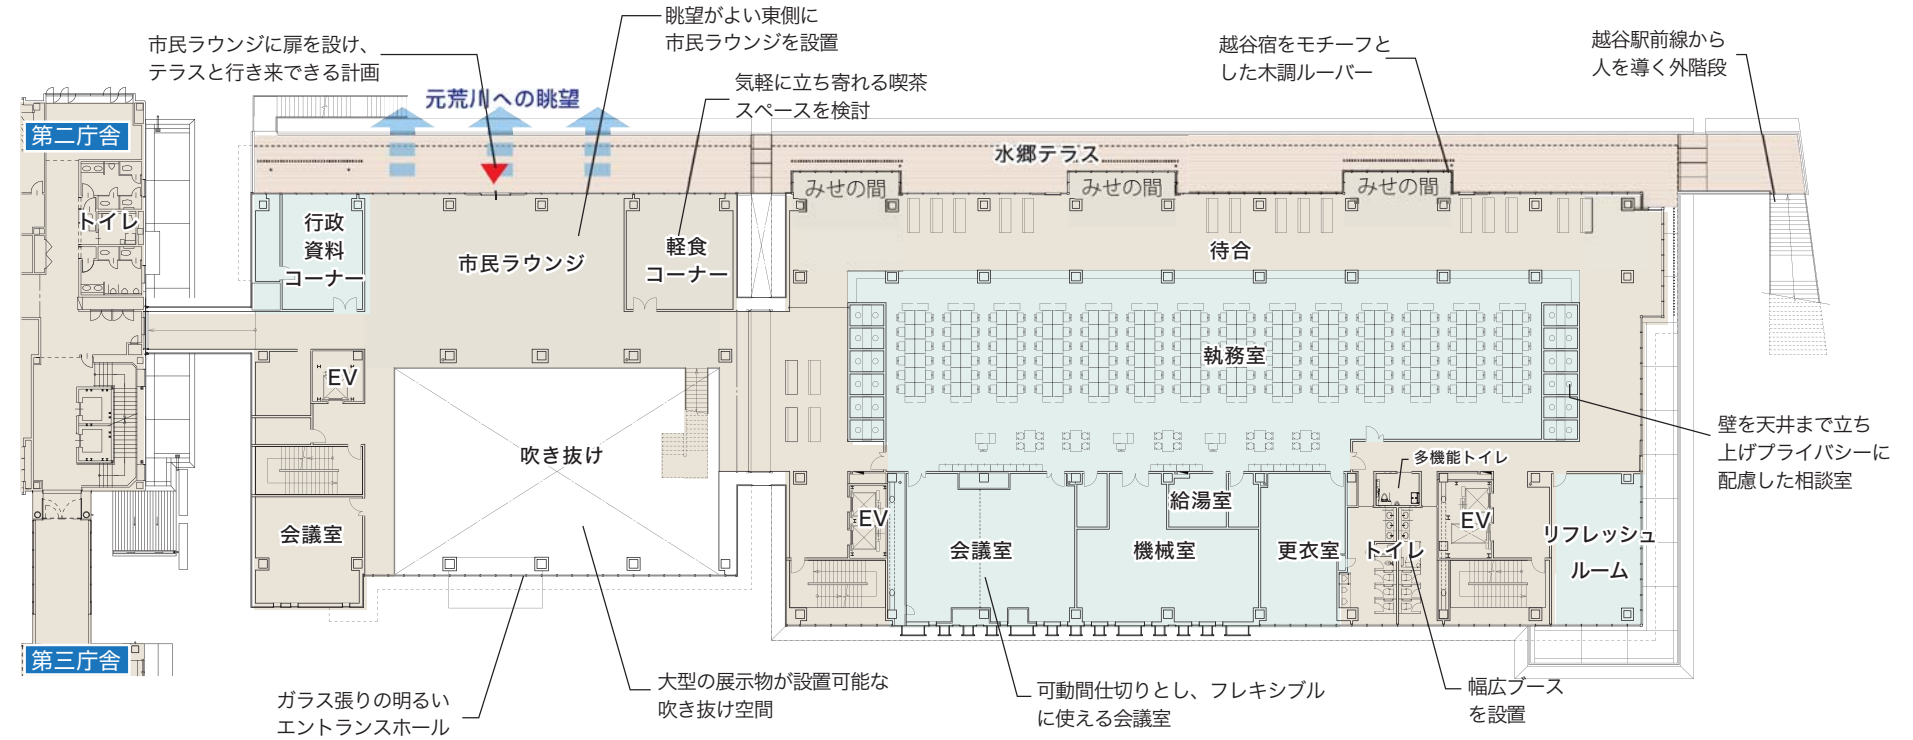 市民ラウンジに扉を設け、
テラスと行き来できる計画
眺望がよい東側に
市民ラウンジを設置
気軽に立ち寄れる喫茶
スペースを検討
越谷宿をモチーフと
した木調ルーバー
越谷駅前線から
人を導く外階段
元荒川への眺望
第二庁舎
水郷テラス
みせの間
みせの間
みせの間
トイレ
行政
資料
コーナー
市民ラウンジ
軽食
コーナー
待合
執務室
EV
吹き抜け
壁を天井まで立ち
上げプライバシーに
配慮した相談室
多機能トイレ
会議室
EV
会議室
給湯室
機械室
更衣室
トイレ
EV
リフレッシュ
ルーム
第三庁舎
ガラス張りの明るい
エントランスホール
大型の展示物が設置可能な
吹き抜け空間
可動間仕切りとし、フレキシブル
に使える会議室
幅広ブース
を設置